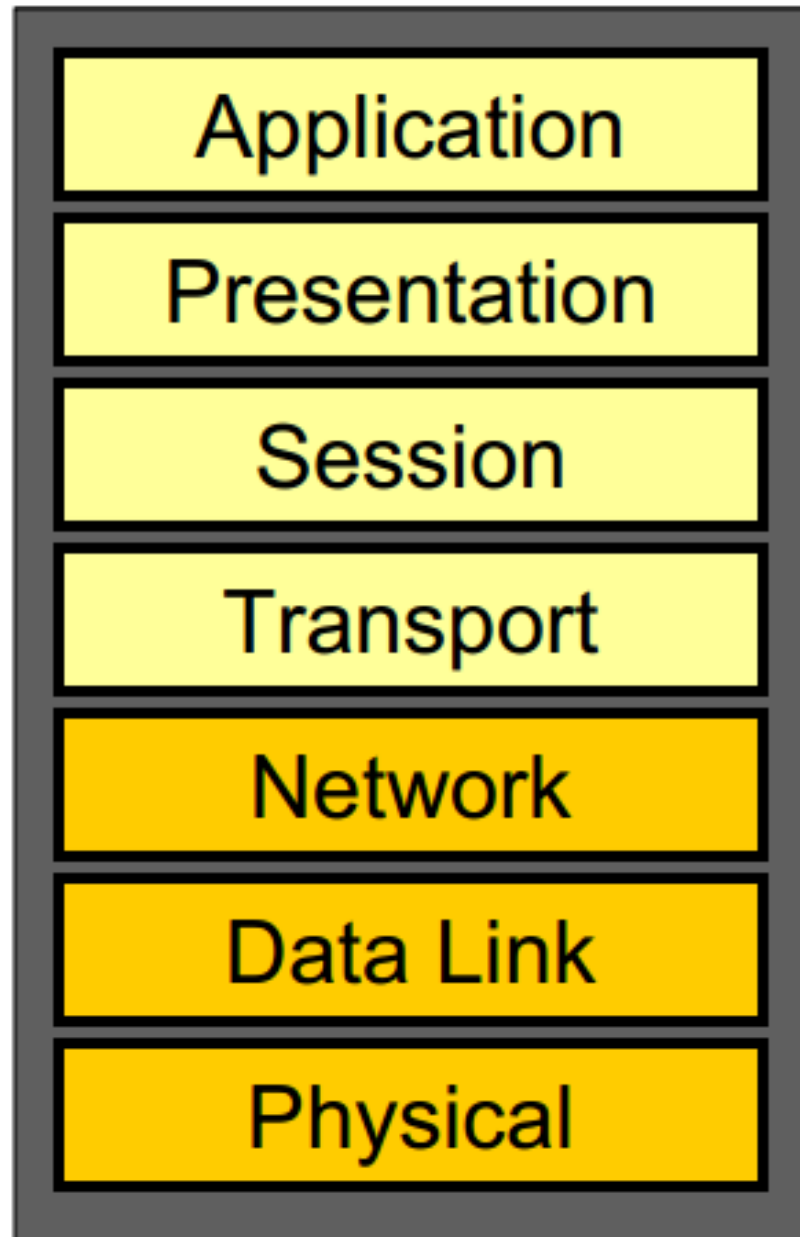 Application
Presentation
Session
Transport
Network
Data Link
Physical